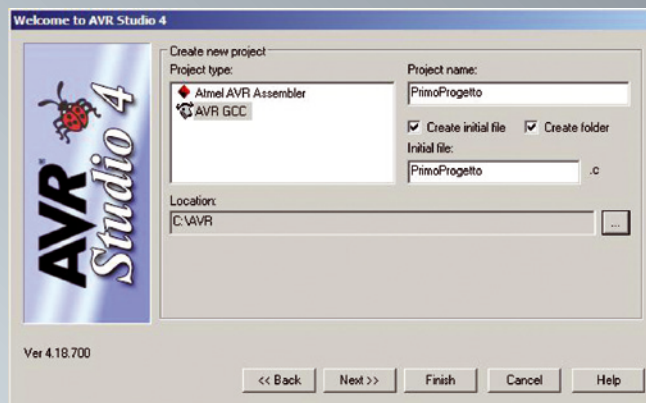 Welcome to AVR Studio 4
AVR® Studio 4
Create new project
Project type:
Atmel AVR Assembler
AVR GCC
Project name:
PrimoProgetto
Create initial file
Create folder
Initial file:
PrimoProgetto .c
Location:
C:\AVR
...
Ver 4.18.700
<< Back Next >> Finish Cancel Help